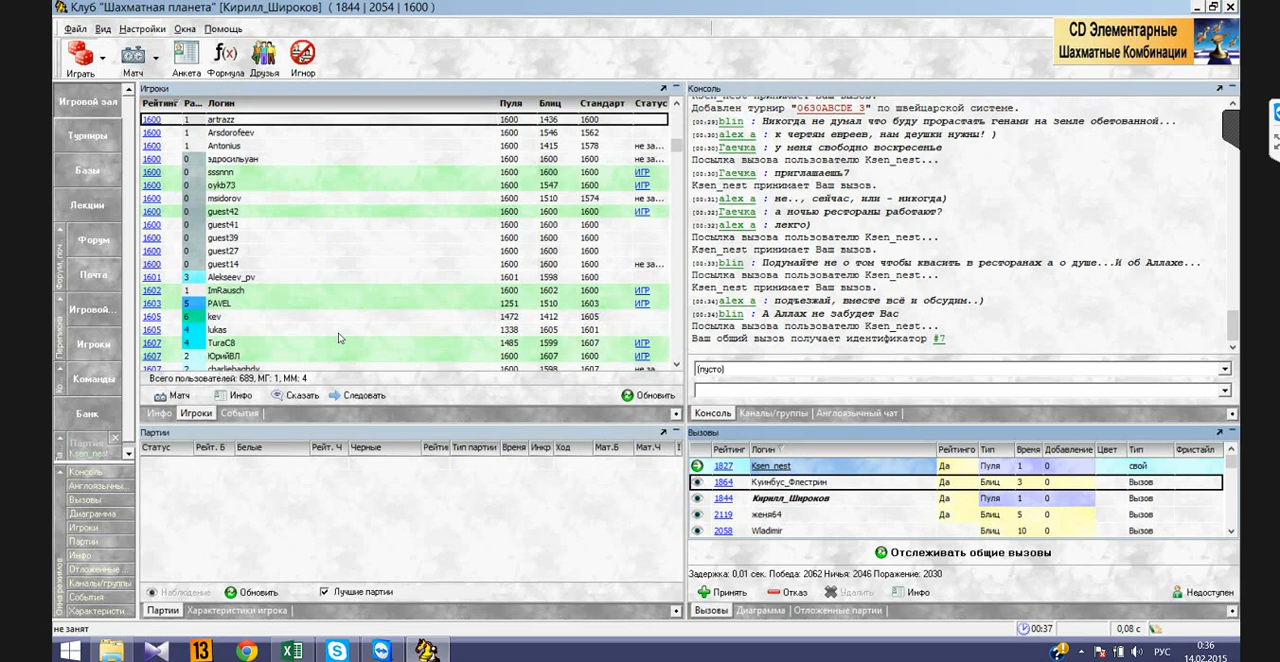 Клуб "Шахматная планета" [Кирилл_Широков] ( 1844 | 2054 | 1600 )
Файл Вид Настройки Окна Помощь
CD Элементарные
Шахматные Комбинации
Играть Матч Анкета Формула Друзья Игнор
Игровой зал
Турниры
Базы
Лекции
Форум
Почта
Игровой...
Игроки
Команды
Банк
Партия
Ksen_nest
Консоль
Англоязычн...
Вызовы
Диаграмма
Игроки
Партии
Инфо
Отложенные ...
Каналы/группы
События
Характеристи...
Игроки
Рейтинг Ра... Логин Пуля Блиц Стандарт Статус
1600 1 artrazz 1600 1436 1600
1600 1 Arsdorofeev 1600 1546 1562
1600 1 Antonius 1600 1415 1578 не за...
1600 0 эдросильуан 1600 1600 1600 не за...
1600 0 sssnnn 1600 1600 1600 ИГР
1600 0 oykb73 1600 1547 1600 ИГР
1600 0 msidorov 1600 1510 1574 не за...
1600 0 guest42 1600 1600 1600 ИГР
1600 0 guest41 1600 1600 1600
1600 0 guest39 1600 1600 1600
1600 0 guest27 1600 1600 1600
1600 0 guest14 1600 1600 1600 не за...
1601 3 Alekseev_pv 1601 1598 1600
1602 1 ImRausch 1600 1602 1600 ИГР
1603 5 PAVEL 1251 1510 1603 ИГР
1605 6 kev 1472 1412 1605
1605 4 lukas 1338 1605 1601
1607 4 TuraC8 1485 1599 1607 ИГР
1607 2 ЮрийВЛ 1600 1607 1600 ИГР
1607 2 charliebaghdy 1600 1598 1607 не за...
Всего пользователей: 689, МГ: 1, ММ: 4
Матч Инфо Сказать Следовать Обновить
Инфо Игроки События
Консоль
Ksen_nest принимает Ваш вызов.
Добавлен турнир "0630ABCDE 3" по швейцарской системе.
[00:29]blin : Никогда не думал что буду прорастать генами на земле обетованной...
[00:30]alex a : к чертям евреев, нам деушки нужны! )
[00:30]Гаечка : у меня свободно воскресенье
Посылка вызова пользователю Ksen_nest...
[00:30]Гаечка : приглашаешь?
Ksen_nest принимает Ваш вызов.
[00:31]alex a : не.., сейчас, или - никогда)
[00:32]Гаечка : а ночью рестораны работают?
[00:32]alex a : лекго)
Посылка вызова пользователю Ksen_nest...
Ksen_nest принимает Ваш вызов.
[00:33]blin : Подумайте не о том чтобы квасить в ресторанах а о душе...И об Аллахе...
Посылка вызова пользователю Ksen_nest...
Ksen_nest принимает Ваш вызов.
[00:34]alex a : подъезжай, вместе всё и обсудим..)
[00:34]blin : А Аллах не забудет Вас
Посылка вызова пользователю Ksen_nest...
Ваш общий вызов получает идентификатор #7
(пусто)
Консоль Каналы/группы Англоязычный чат
Партии
Статус Рейт. Б Белые Рейт. Ч Черные Рейти Тип партии Время Инкр Ход Мат.Б Мат.Ч
Наблюдение Обновить Лучшие партии
Партии Характеристики игрока
Вызовы
Рейтинг Логин Рейтинго Тип Время Добавление Цвет Тип Фристайл
1827 Ksen_nest Да Пуля 1 0 свой
1864 Куинбус_Флестрин Да Блиц 3 0 Вызов
1844 Кирилл_Широков Да Пуля 1 0 Вызов
2119 женя64 Да Блиц 5 0 Вызов
2058 Wladimir Блиц 10 0 Вызов
Отслеживать общие вызовы
Задержка: 0,01 сек. Победа: 2062 Ничья: 2046 Поражение: 2030
Принять Отказ Удалить Инфо Недоступен
Вызовы Диаграмма Отложенные партии
не занят 00:37 0,08 с
13 РУС 0:36
14.02.2015